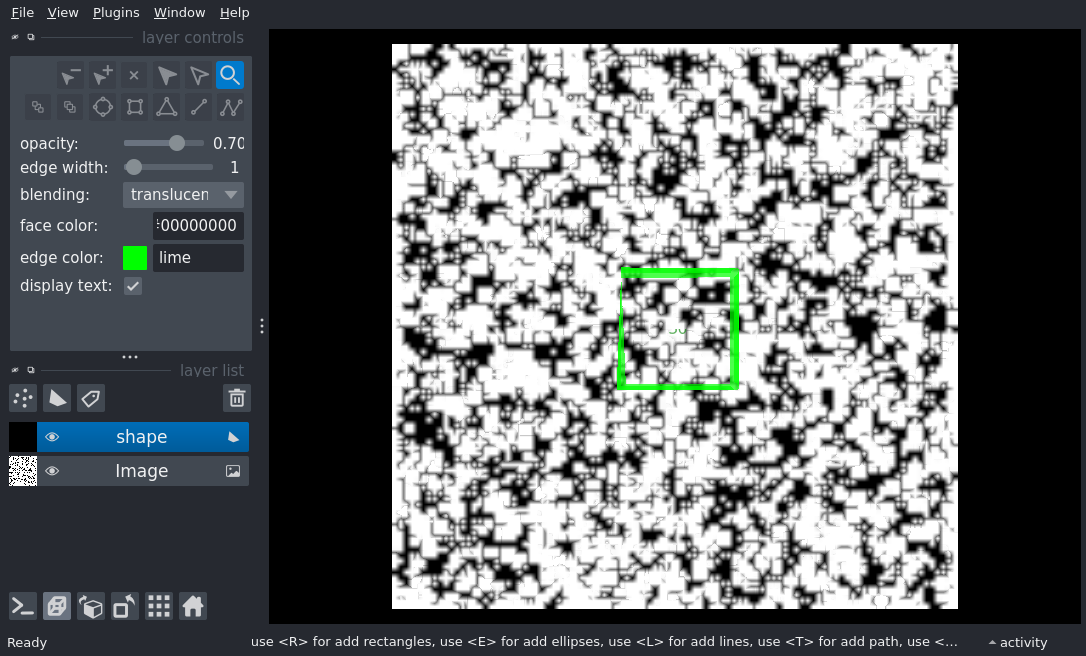 File View Plugins Window Help
layer controls
opacity: 0.70
edge width: 1
blending: translucen
face color: 00000000
edge color: lime
display text:
layer list
shape
Image
Ready
use <R> for add rectangles, use <E> for add ellipses, use <L> for add lines, use <T> for add path, use <...
activity